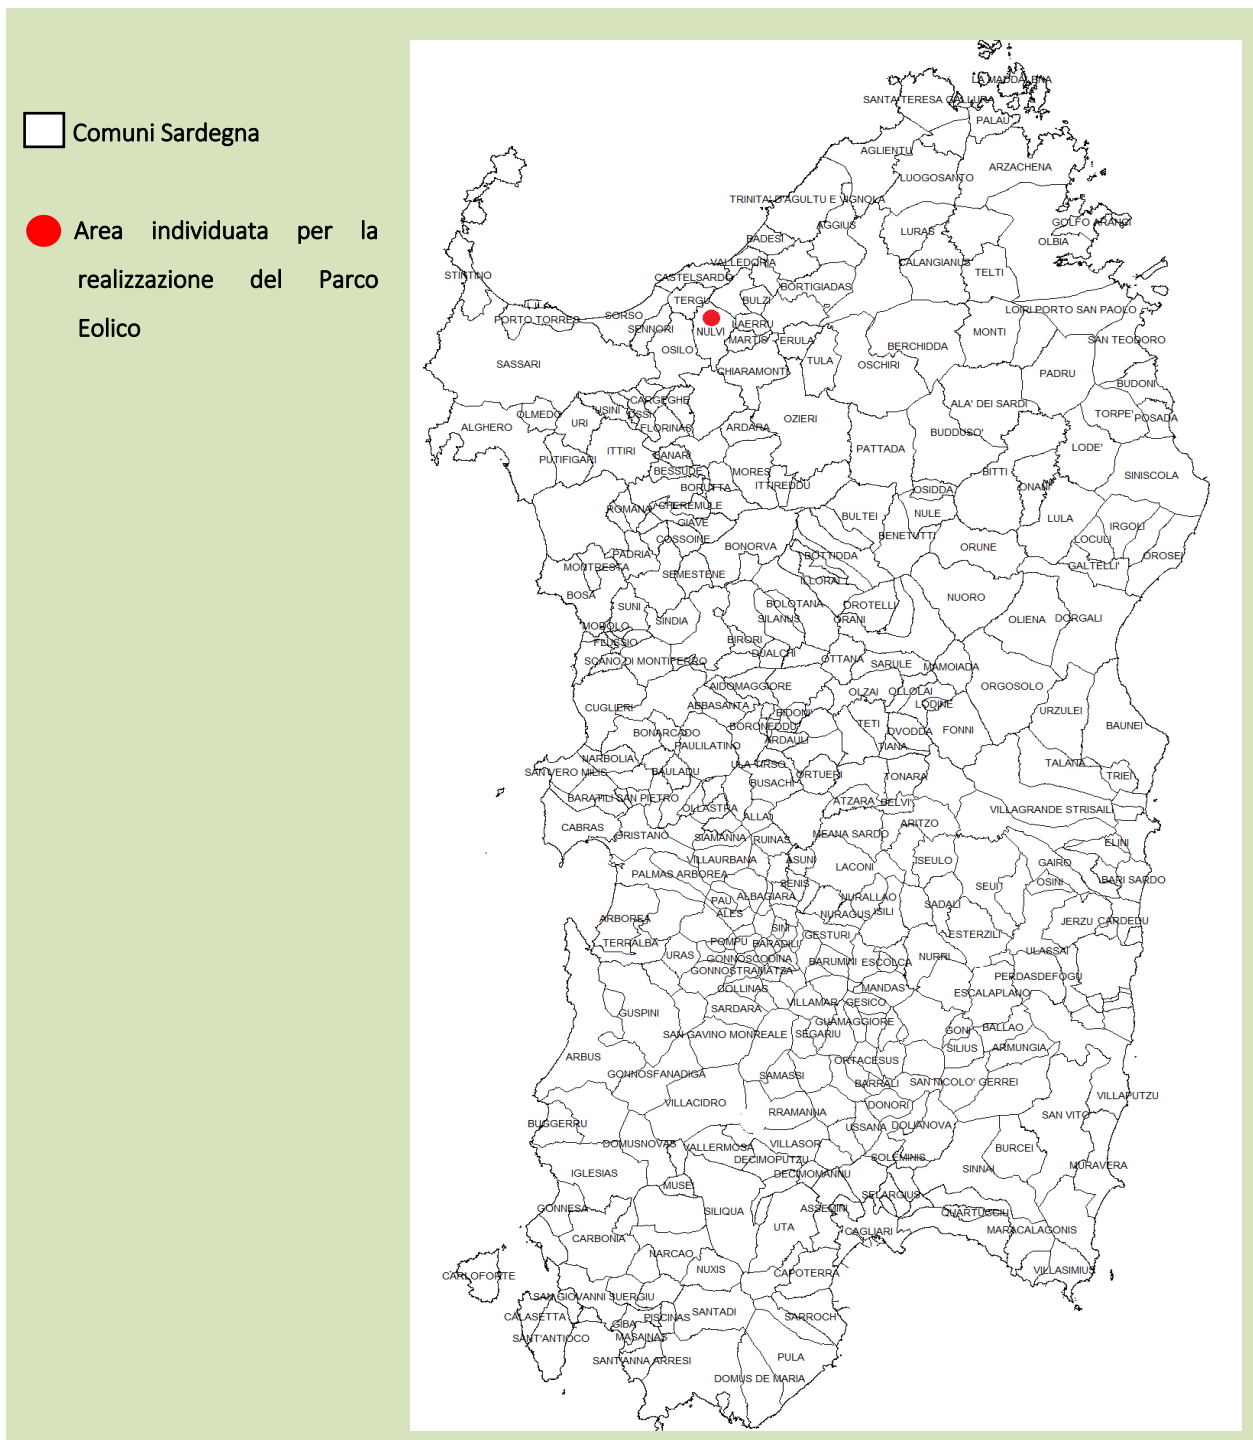 Comuni Sardegna
Area individuata per la
realizzazione del Parco
Eolico
LA MADDALENA
SANTA TERESA GALLURA
PALAU
AGLIENTU
ARZACHENA
LUOGOSANTO
TRINITA' D'AGULTU E VIGNOLA
AGGIUS
GOLFO ARANCI
LURAS
BADESI
OLBIA
VALLEDORIA
CALANGIANUS
TELTI
STINTINO
CASTELSARDO
BORTIGIADAS
TERGU
BULZI
LOIRI PORTO SAN PAOLO
PORTO TORRES
SORSO
SENNORI
NULVI
LAERRU
MONTI
MARTIS
ERULA
SAN TEODORO
OSILO
BERCHIDDA
SASSARI
TULA
OSCHIRI
CHIARAMONTI
PADRU
BUDONI
CARGEGHE
ALA' DEI SARDI
OLMEDO
USINI
OSSI
TORPE'
POSADA
URI
OZIERI
ALGHERO
FLORINAS
ARDARA
BUDDUSO'
ITTIRI
PATTADA
LODE'
PUTIFIGARI
BANARI
BESSUDE
MORES
BITTI
SINISCOLA
BORUTTA
ITTIREDDU
OSIDDA
ONANI'
ROMANA
CHEREMULE
BULTEI
NULE
LULA
GIAVE
IRGOLI
COSSOINE
BENETUTTI
LOCULI
BONORVA
ORUNE
PADRIA
BOTTIDDA
OROSEI
MONTRESTA
GALTELLI'
SEMESTENE
ILLORAI
BOSA
NUORO
SUNI
BOLOTANA
OROTELLI
SINDIA
SILANUS
ORANI
OLIENA
DORGALI
MODOLO
FLUSSIO
BIRORI
DUALCHI
SCANO DI MONTIFERRO
OTTANA
SARULE
MAMOIADA
AIDOMAGGIORE
OLZAI
OLLOLAI
ORGOSOLO
CUGLIERI
ABBASANTA
LODINE
BIDONI'
URZULEI
BONARCADO
BORONEDDU
TETI
OVODDA
FONNI
BAUNEI
PAULILATINO
ARDAULI
TIANA
NARBOLIA
ULA TIRSO
TALANA
SAN VERO MILIS
BAULADU
ORTUERI
TONARA
TRIEI
BUSACHI
BARATILI SAN PIETRO
ATZARA
BELVI'
OLLASTRA
VILLAGRANDE STRISAILI
ALLAI
ARITZO
CABRAS
ORISTANO
SIAMANNA
RUINAS
MEANA SARDO
ELINI
VILLAURBANA
ASUNI
LACONI
SEULO
GAIRO
PALMAS ARBOREA
SENIS
SEUI
OSINI
BARI SARDO
ALBAGIARA
NURALLAO
PAU
SADALI
ALES
NURAGUS
ISILI
ARBOREA
JERZU
CARDEDU
SINI
GESTURI
ESTERZILI
TERRALBA
POMPU
BARADILI
ULASSAI
URAS
GONNOSCODINA
NURRI
BARUMINI
ESCOLCA
GONNOSTRAMATZA
PERDASDEFOGU
COLLINAS
MANDAS
ESCALAPLANO
SARDARA
VILLAMAR
GESICO
GUSPINI
GUAMAGGIORE
SAN GAVINO MONREALE
SEGARIU
GONI
BALLAO
SILIUS
ARMUNGIA
ARBUS
ORTACESUS
GONNOSFANADIGA
SAMASSI
BARRALI
SAN NICOLO' GERREI
VILLACIDRO
VILLAPUTZU
RRAMANNA
DONORI
SAN VITO
BUGGERRU
USSANA
DOLIANOVA
DOMUSNOVAS
VALLERMOSA
VILLASOR
BURCEI
DECIMOPUTZU
SOLEMINIS
SINNAI
MURAVERA
IGLESIAS
DECIMOMANNU
MUSEI
SELARGIUS
GONNESA
SILIQUA
ASSEMINI
QUARTUCCIU
UTA
CAGLIARI
MARACALAGONIS
CARBONIA
NARCAO
NUXIS
CAPOTERRA
VILLASIMIUS
CARLOFORTE
SAN GIOVANNI SUERGIU
SANTADI
CALASETTA
PISCINAS
SARROCH
GIBA
SANT'ANTIOCO
MASAINAS
SANT'ANNA ARRESI
PULA
DOMUS DE MARIA